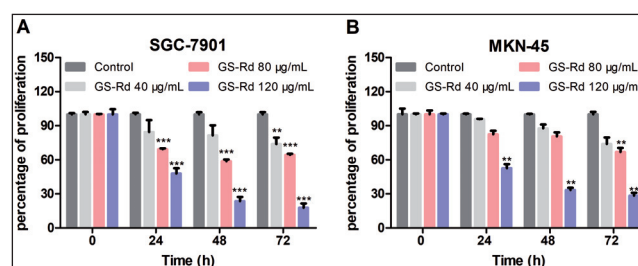 A
SGC-7901
Control
GS-Rd 80 µg/mL
GS-Rd 40 µg/mL
GS-Rd 120 µg/mL
percentage of proliferation
150
120
90
60
30
0
***
***
***
***
**
***
***
0
24
48
72
Time (h)
B
MKN-45
Control
GS-Rd 80 µg/mL
GS-Rd 40 µg/mL
GS-Rd 120 µg/mL
percentage of proliferation
150
120
90
60
30
0
**
**
**
**
0
24
48
72
Time (h)